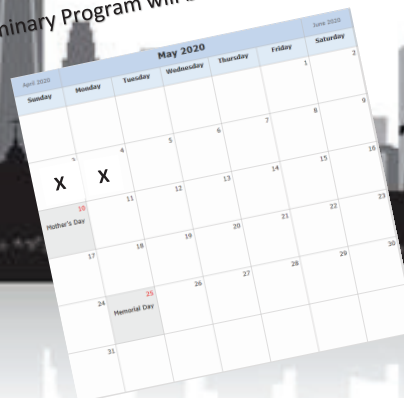 minary Program will
April 2020 May 2020 June 2020
Sunday Monday Tuesday Wednesday Thursday Friday Saturday
1 2
3 4 5 6 7 8 9
X X
10 11 12 13 14 15 16
Mother's Day
17 18 19 20 21 22 23
24 25 26 27 28 29 30
Memorial Day
31